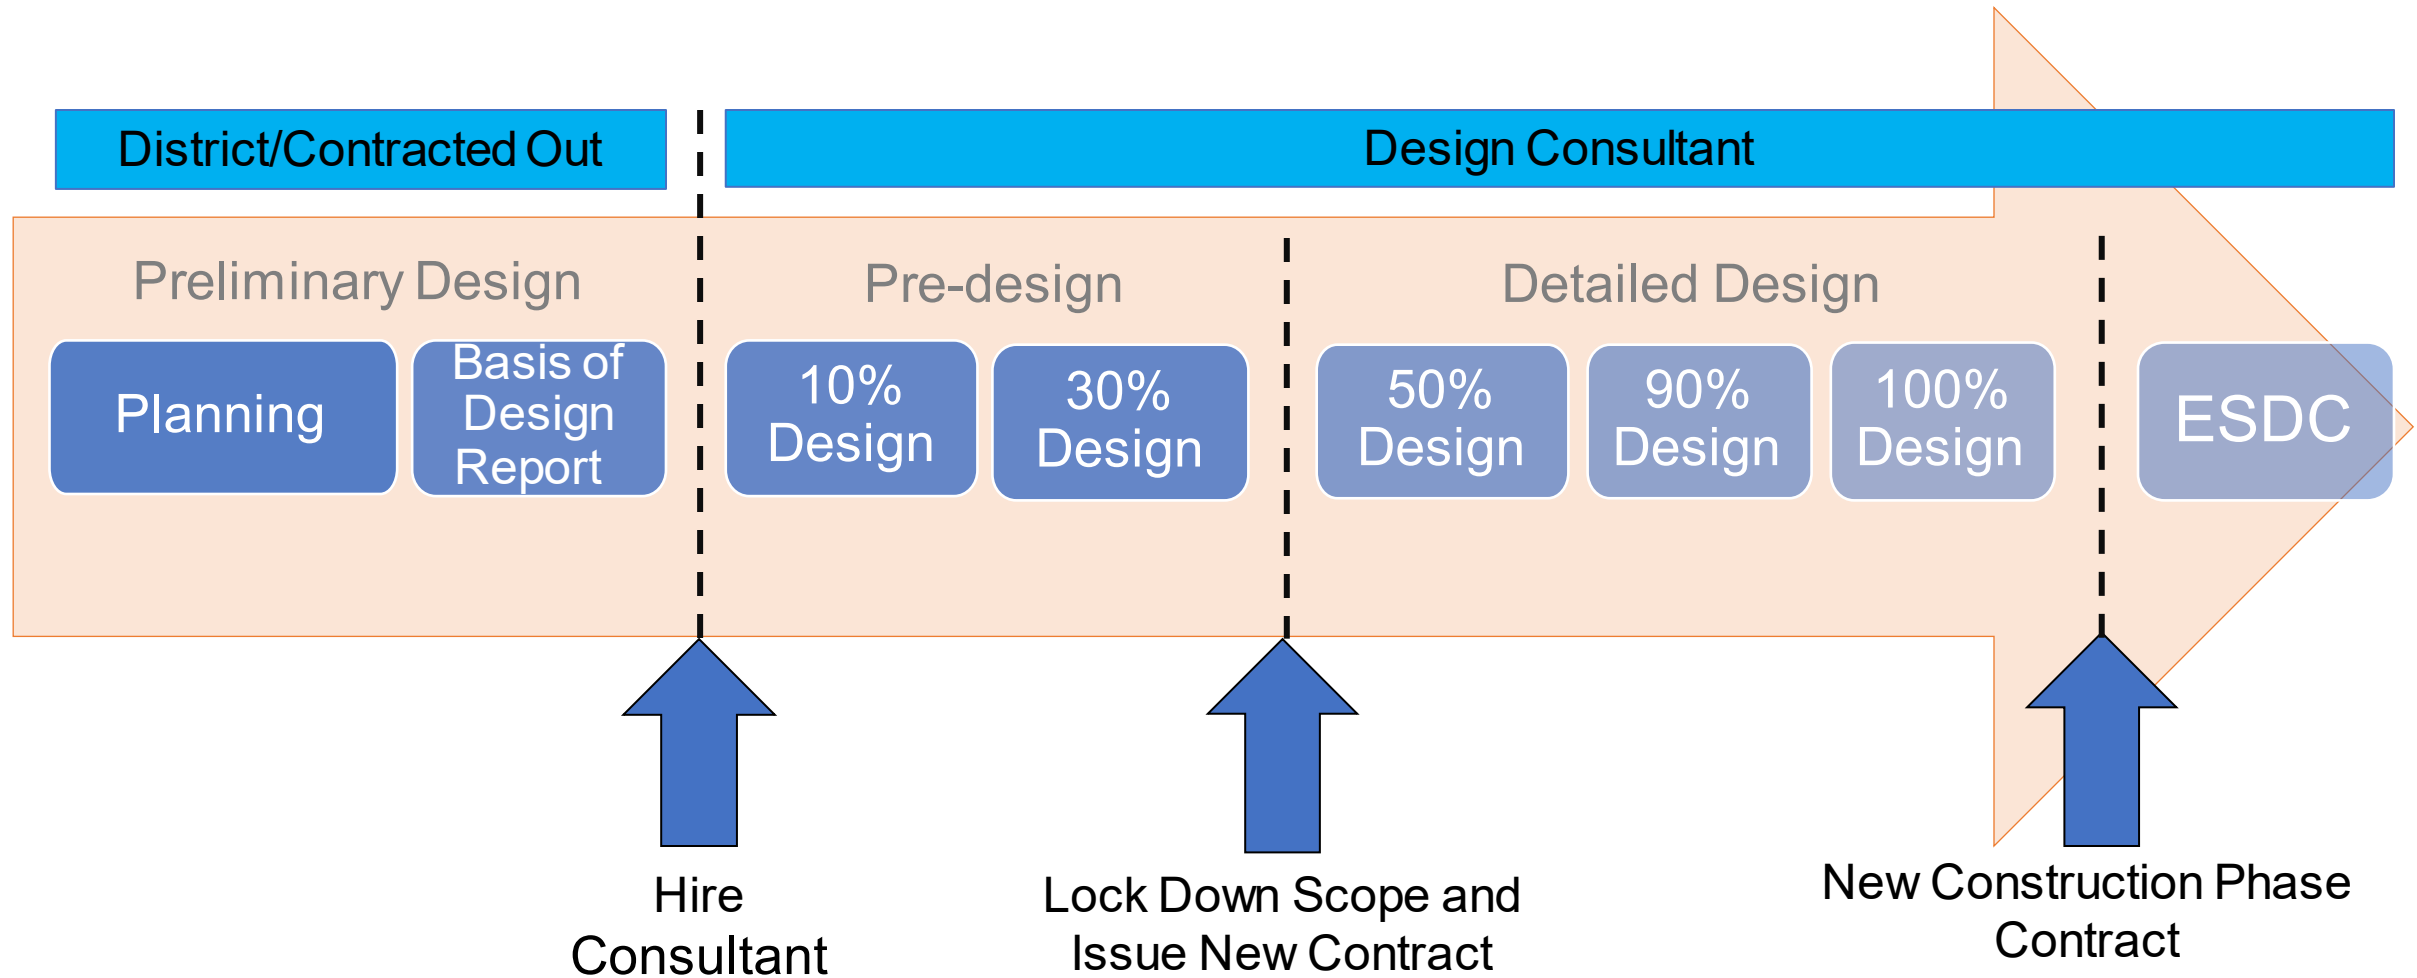 District/Contracted Out
Design Consultant
Preliminary Design
Pre-design
Detailed Design
Planning
Basis of
Design
Report
10%
Design
30%
Design
50%
Design
90%
Design
100%
Design
ESDC
Hire
Consultant
Lock Down Scope and
Issue New Contract
New Construction Phase
Contract